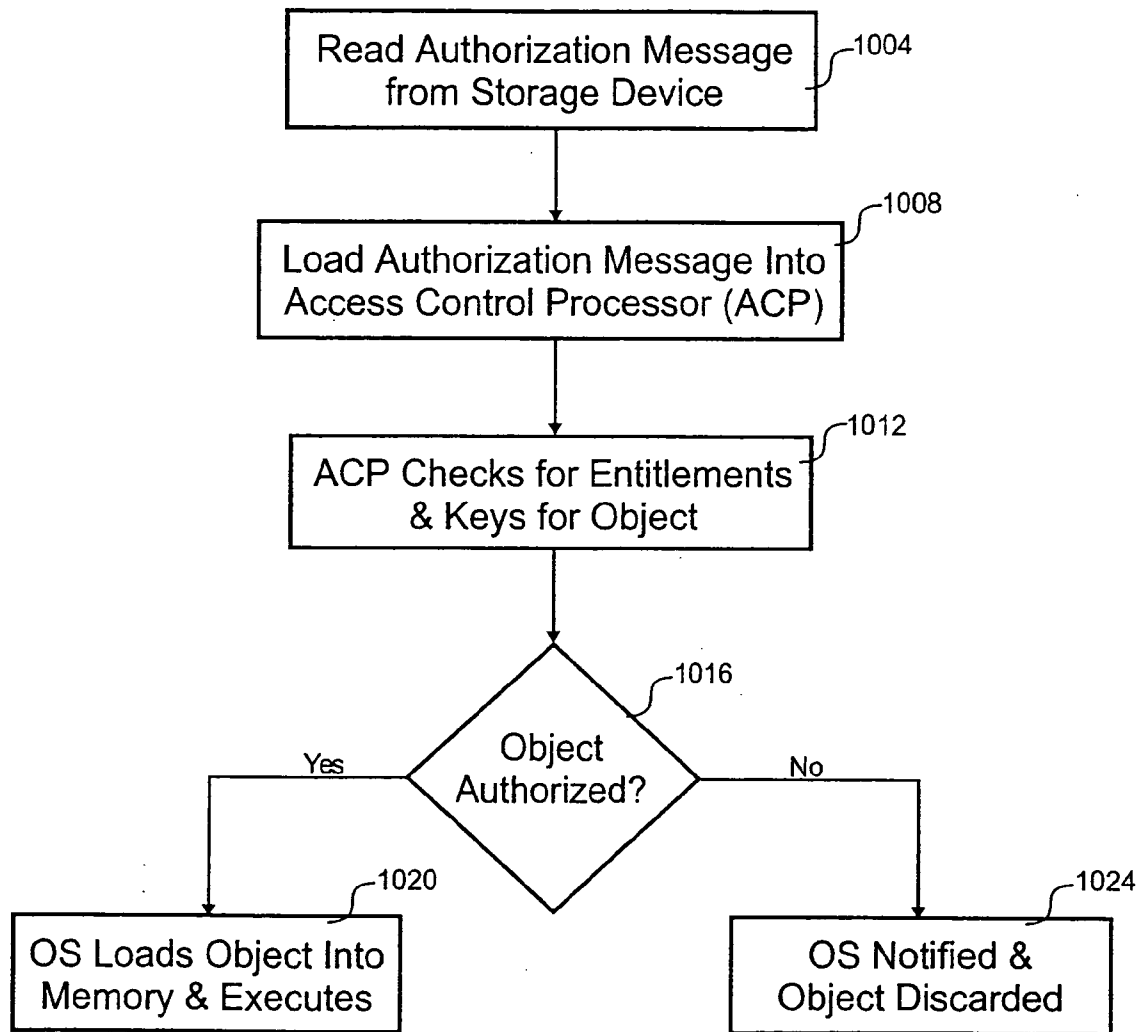 Read Authorization Message
from Storage Device
1004
Load Authorization Message Into
Access Control Processor (ACP)
1008
ACP Checks for Entitlements
& Keys for Object
1012
Object
Authorized?
1016
Yes
No
OS Loads Object Into
Memory & Executes
1020
OS Notified &
Object Discarded
1024